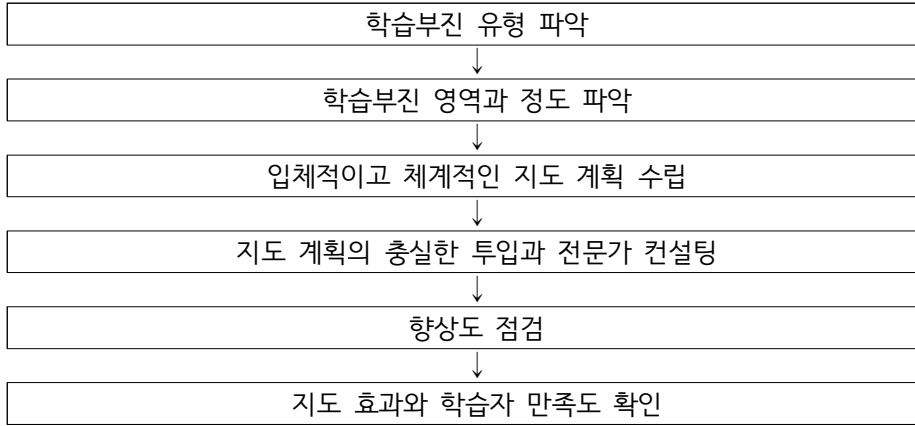 학습부진 유형 파악
학습부진 영역과 정도 파악
입체적이고 체계적인 지도 계획 수립
지도 계획의 충실한 투입과 전문가 컨설팅
향상도 점검
지도 효과와 학습자 만족도 확인